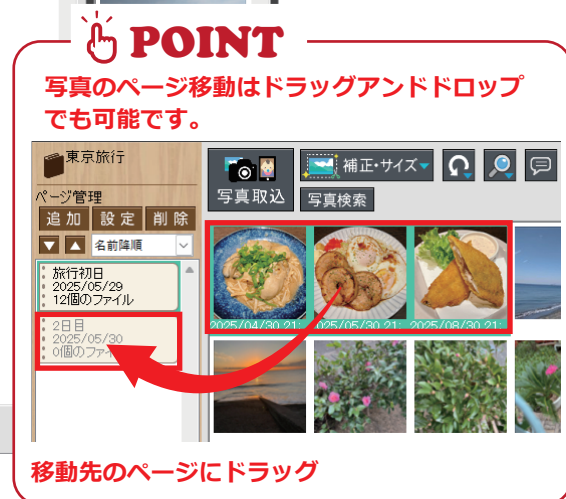 POINT
写真のページ移動はドラッグアンドドロップ
でも可能です。
東京旅行
ページ管理
追加 設定 削除
名前降順
旅行初日
2025/05/29
12個のファイル
2日目
2025/05/30
0個のファ
写真取込
補正・サイズ
写真検索
2025/04/30 21: 2025/05/30 21: 2025/08/30 21:
移動先のページにドラッグ